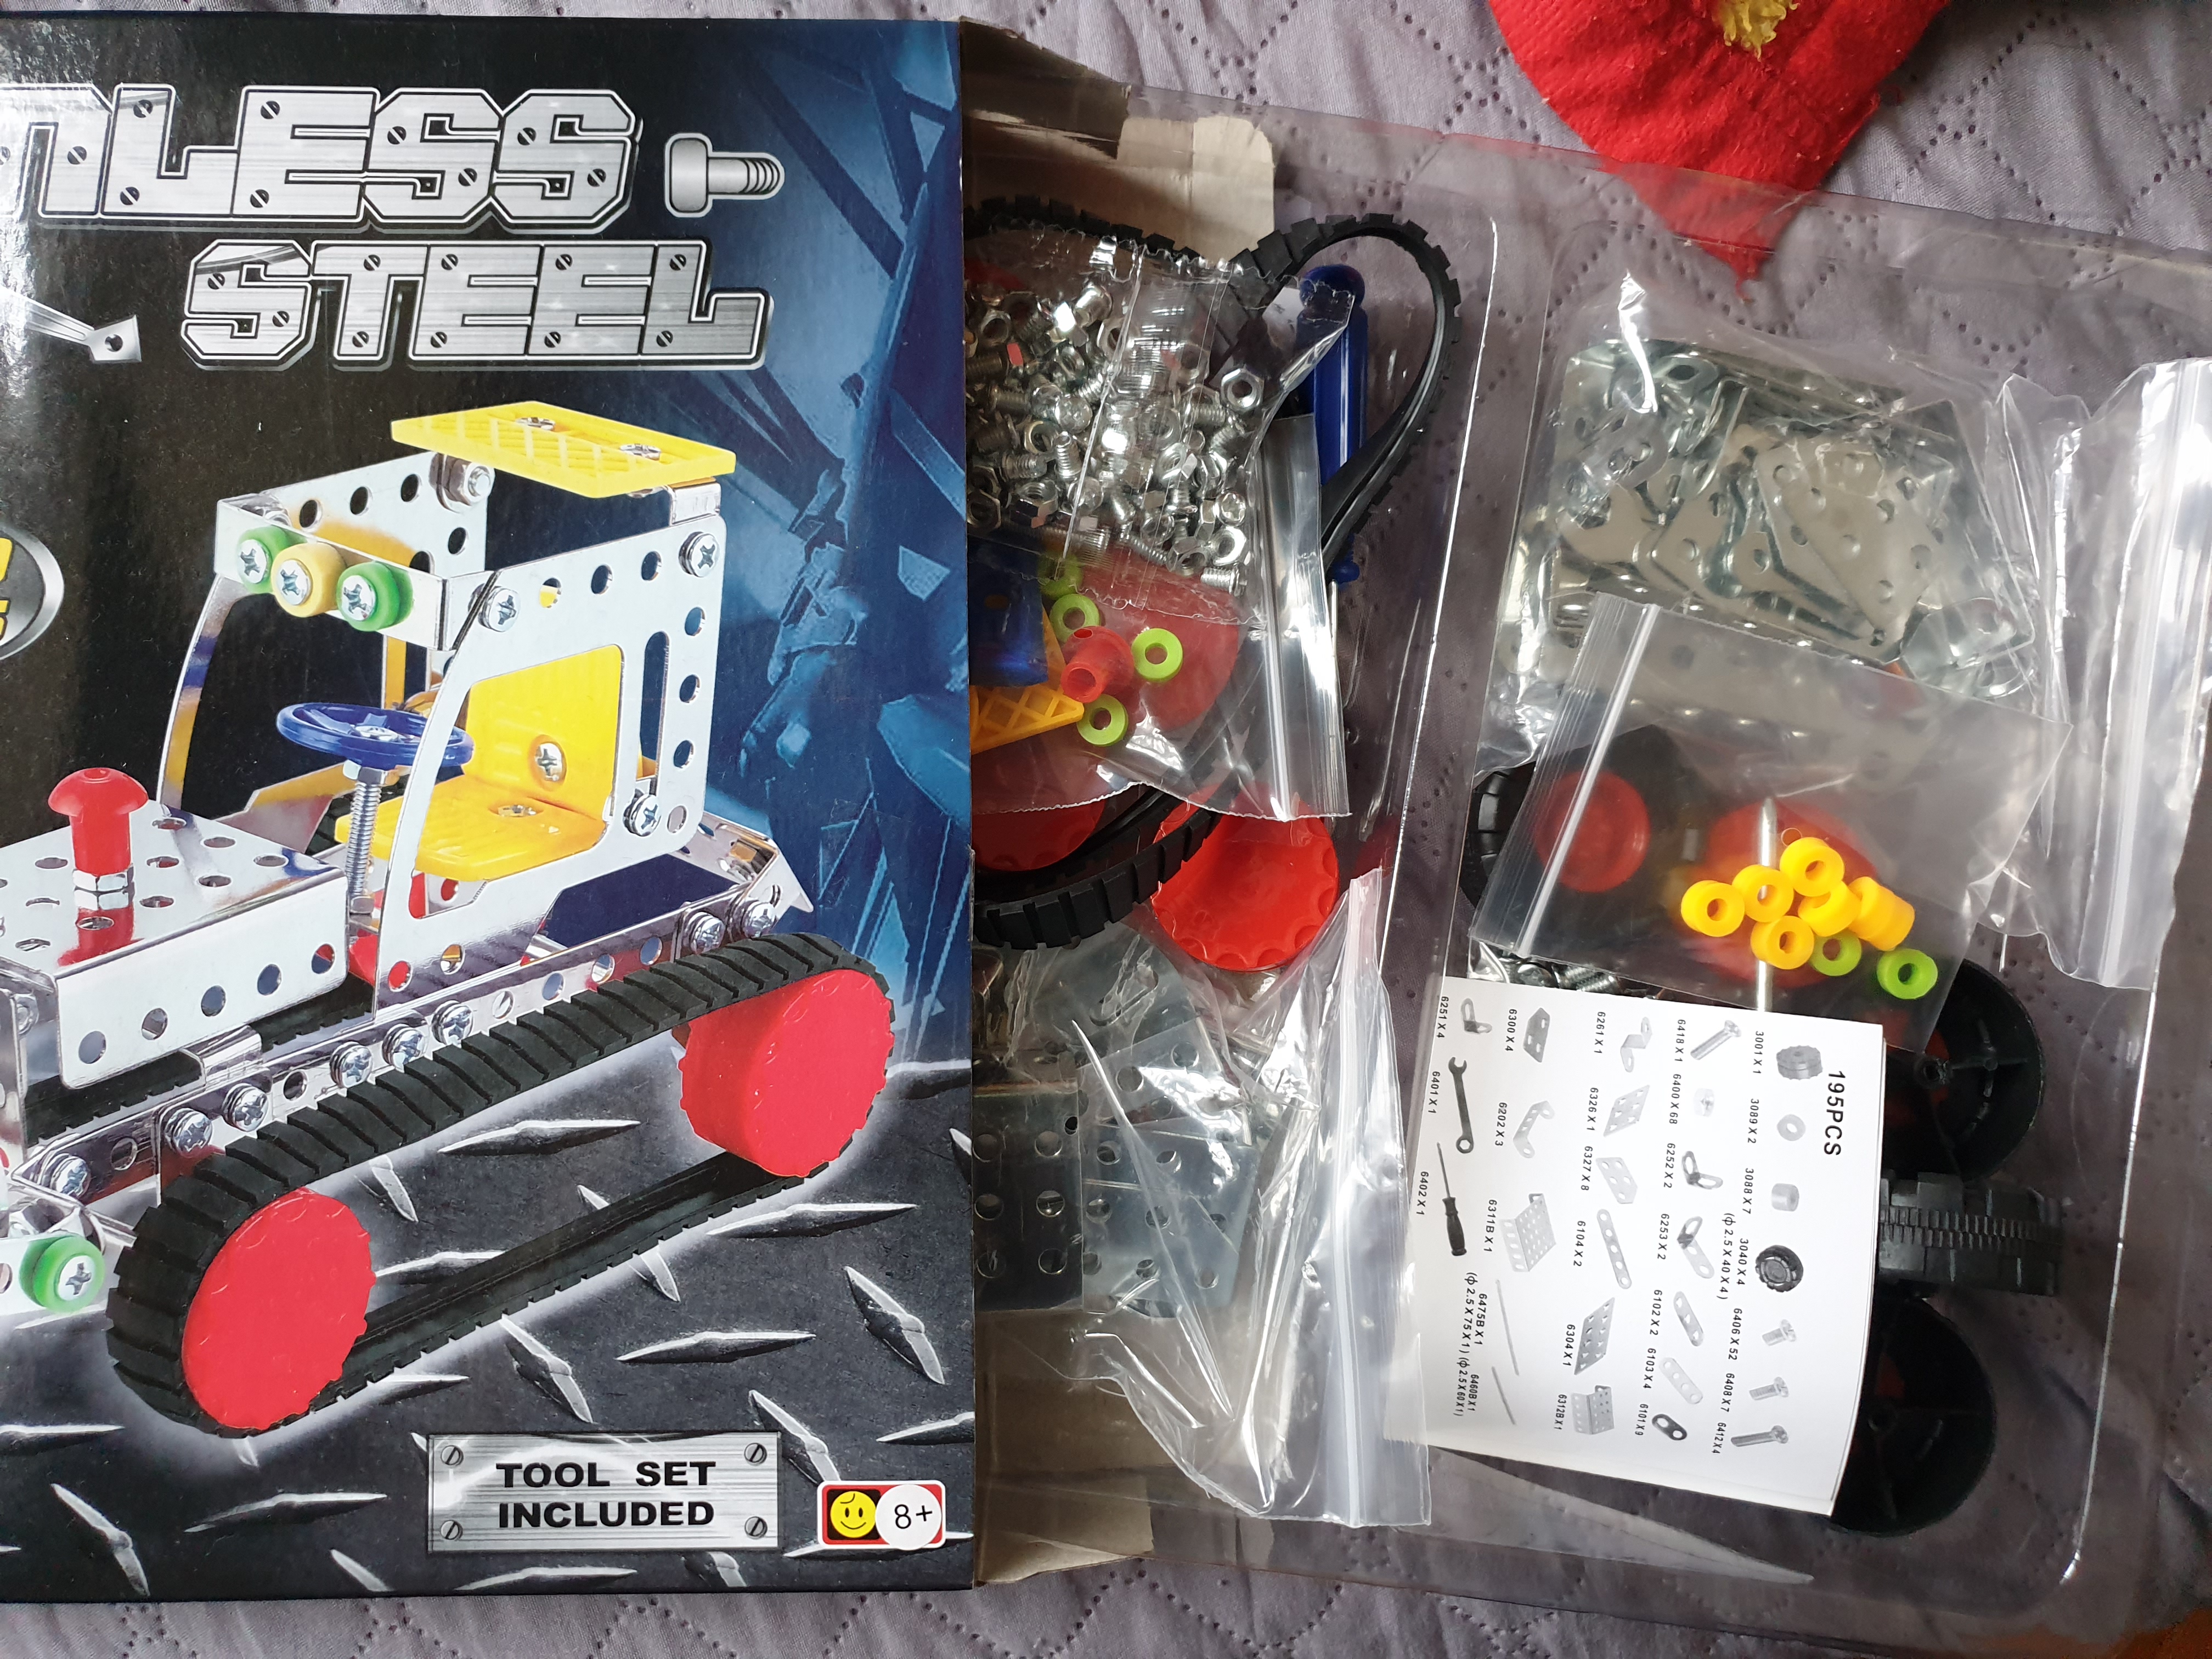 NLESS
STEEL
TOOL SET
INCLUDED
8+
195PCS
3001 X 1
3089 X 2
3088 X 7
3040 X 4
(φ2.5 X 40 X 4)
6406 X 52
6408 X 7
6412 X 4
6418 X 1
6400 X 68
6252 X 2
6253 X 2
6102 X 2
6103 X 4
6101 X 9
6261 X 1
6326 X 1
6327 X 8
6104 X 2
6304 X 1
6312B X 1
6300 X 4
6202 X 3
6311B X 1
6475B X 1
(φ2.5 X 75 X 1)
6460B X 1
(φ2.5 X 60 X 1)
6251 X 4
6401 X 1
6402 X 1